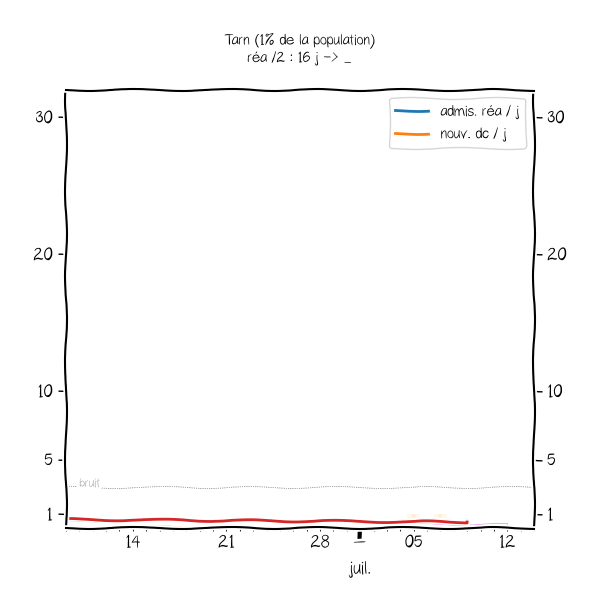 Tarn (1% de la population)
réa /2 : 16 j -> _
admis. réa / j
nouv. dc / j
30 30
20 20
10 10
5 5
bruit
1 1
14 21 28 05 12
juil.